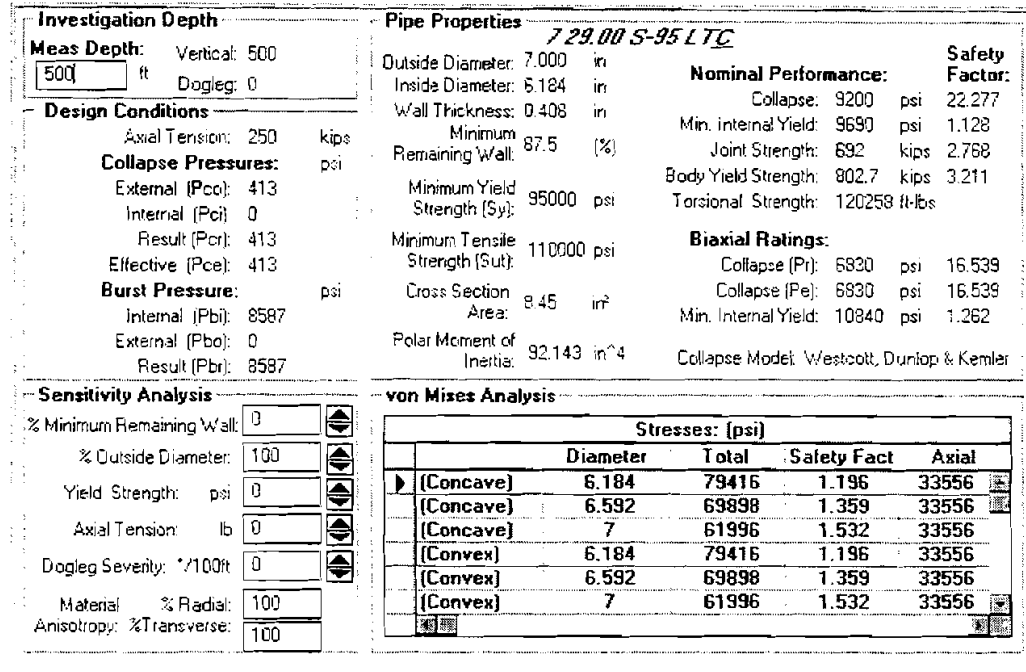 Investigation Depth
Meas Depth: Vertical: 500
500 ft Dogleg: 0
Design Conditions
Axial Tension: 250 kips
Collapse Pressures: psi
External (Pco): 413
Internal (Pci) 0
Result (Pcr): 413
Effective (Pce): 413
Burst Pressure: psi
Internal (Pbi): 8587
External (Pbo): 0
Result (Pbr): 8587
Pipe Properties
7 29.00 S-95 LTC
Outside Diameter: 7.000 in
Inside Diameter: 6.184 in
Wall Thickness: 0.408 in
Minimum Remaining Wall: 87.5 (%)
Minimum Yield Strength (Sy): 95000 psi
Minimum Tensile Strength (Sut): 110000 psi
Cross Section Area: 8.45 in²
Polar Moment of Inertia: 92.143 in^4
Nominal Performance: Safety Factor:
Collapse: 9200 psi 22.277
Min. internal Yield: 9690 psi 1.128
Joint Strength: 692 kips 2.768
Body Yield Strength: 802.7 kips 3.211
Torsional Strength: 120258 ft-lbs
Biaxial Ratings:
Collapse (Pr): 6830 psi 16.539
Collapse (Pe): 6830 psi 16.539
Min. Internal Yield: 10840 psi 1.262
Collapse Model: Westcott, Dunlop & Kemler
Sensitivity Analysis
% Minimum Remaining Wall: 0
% Outside Diameter: 100
Yield Strength: psi 0
Axial Tension: lb 0
Dogleg Severity: °/100ft 0
Material % Radial: 100
Anisotropy: %Transverse: 100
von Mises Analysis
Stresses: (psi)
Diameter Total Safety Fact Axial
(Concave) 6.184 79416 1.196 33556
(Concave) 6.592 69898 1.359 33556
(Concave) 7 61996 1.532 33556
(Convex) 6.184 79416 1.196 33556
(Convex) 6.592 69898 1.359 33556
(Convex) 7 61996 1.532 33556